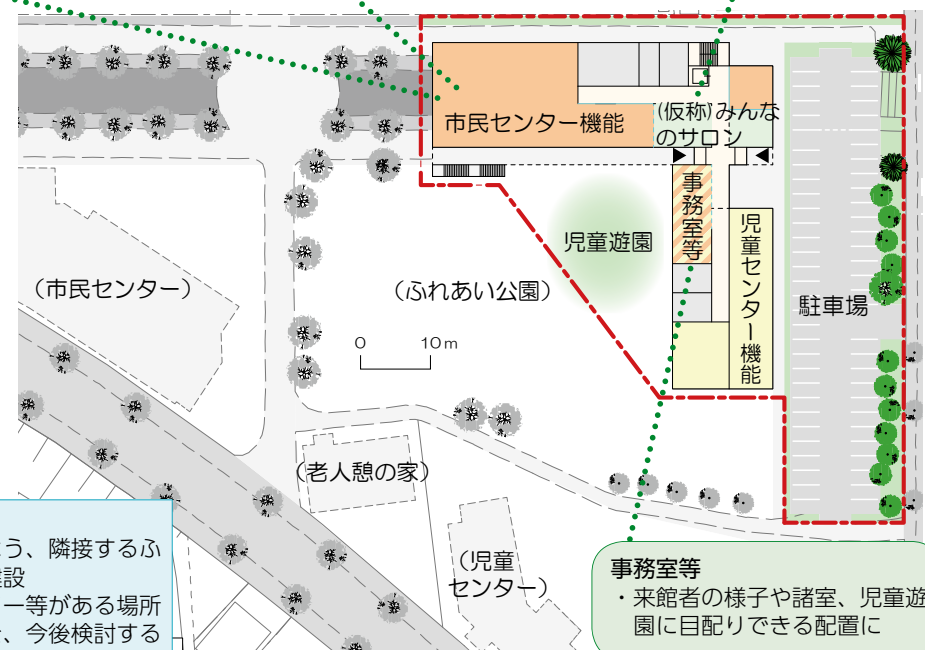 市民センター機能
(仮称)みんな
のサロン
事務室等
児童遊園
児童センター機能
駐車場
（市民センター）
（ふれあい公園）
0 10m
（老人憩の家）
（児童
センター）
う、隣接するふ
設
ー等がある場所
、今後検討する
事務室等
・来館者の様子や諸室、児童遊
園に目配りできる配置に